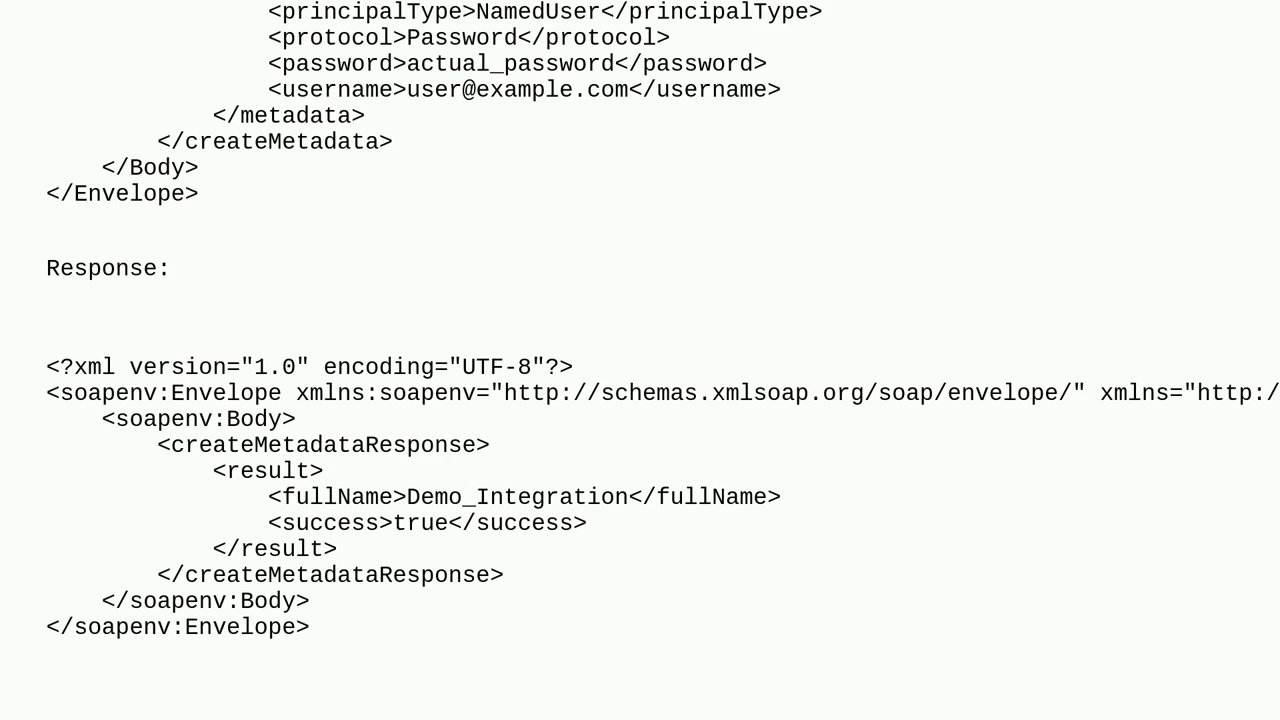 <principalType>NamedUser</principalType>
<protocol>Password</protocol>
<password>actual_password</password>
<username>user@example.com</username>
</metadata>
</createMetadata>
</Body>
</Envelope>
Response:
<?xml version="1.0" encoding="UTF-8"?>
<soapenv:Envelope xmlns:soapenv="http://schemas.xmlsoap.org/soap/envelope/" xmlns="http:/
<soapenv:Body>
<createMetadataResponse>
<result>
<fullName>Demo_Integration</fullName>
<success>true</success>
</result>
</createMetadataResponse>
</soapenv:Body>
</soapenv:Envelope>